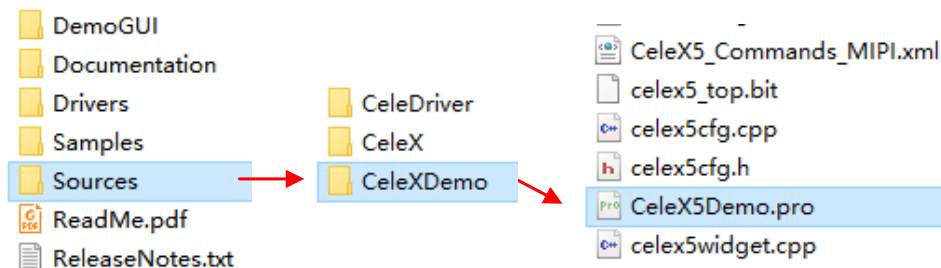 DemoGUI
Documentation
Drivers
Samples
Sources
ReadMe.pdf
ReleaseNotes.txt
CeleDriver
CeleX
CeleXDemo
CeleX5_Commands_MIPI.xml
celex5_top.bit
celex5cfg.cpp
celex5cfg.h
CeleX5Demo.pro
celex5widget.cpp